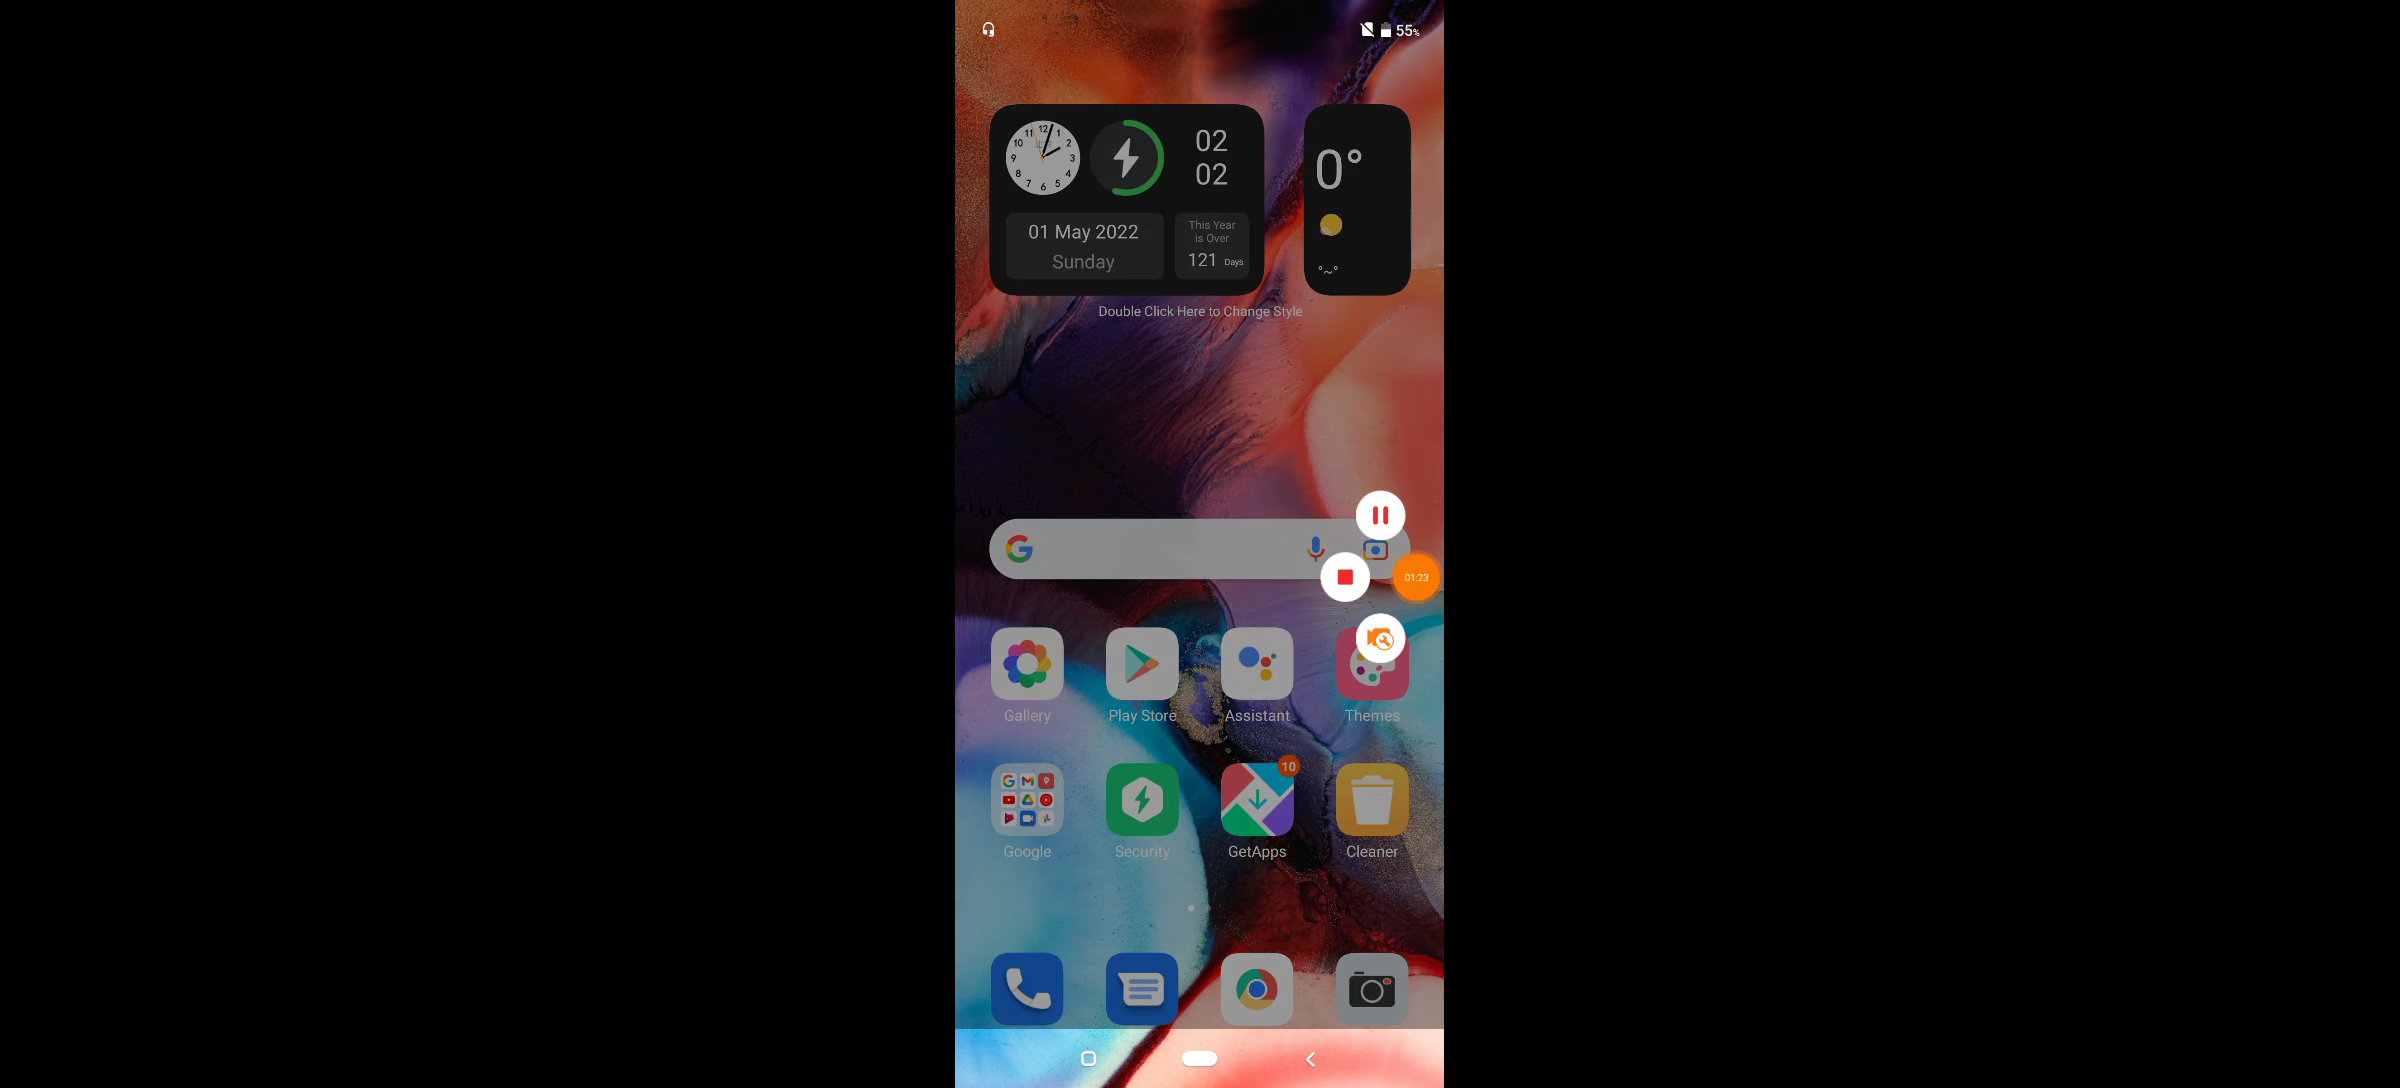 55%
02
02
0°
01 May 2022
Sunday
This Year
is Over
121 Days
°~°
Double Click Here to Change Style
01:23
Gallery
Play Store
Assistant
Themes
10
Google
Security
GetApps
Cleaner